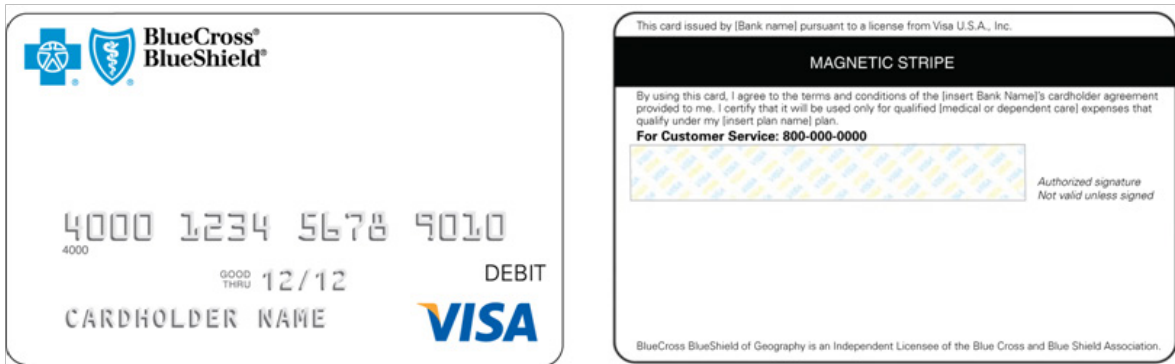 BlueCross®
BlueShield®
4000 1234 5678 9010
4000
GOOD
THRU 12/12
DEBIT
CARDHOLDER NAME
VISA
This card issued by [Bank name] pursuant to a license from Visa U.S.A., Inc.
MAGNETIC STRIPE
By using this card, I agree to the terms and conditions of the [insert Bank Name]'s cardholder agreement
provided to me. I certify that it will be used only for qualified [medical or dependent care] expenses that
qualify under my [insert plan name] plan.
For Customer Service: 800-000-0000
Authorized signature
Not valid unless signed
BlueCross BlueShield of Geography is an Independent Licensee of the Blue Cross and Blue Shield Association.